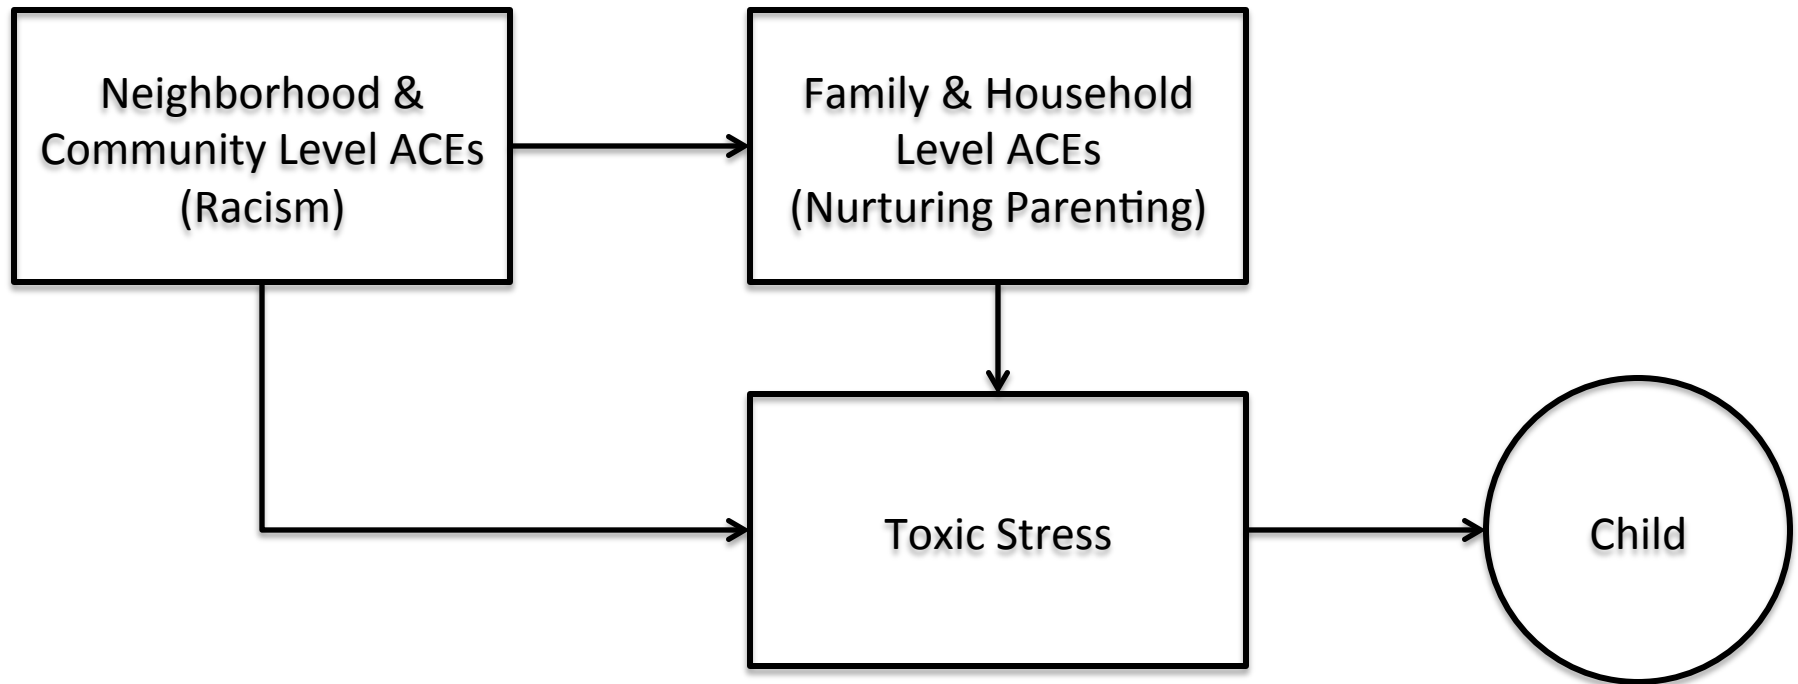 Neighborhood &
Community Level ACEs
(Racism)
Family & Household
Level ACEs
(Nurturing Parenting)
Toxic Stress
Child